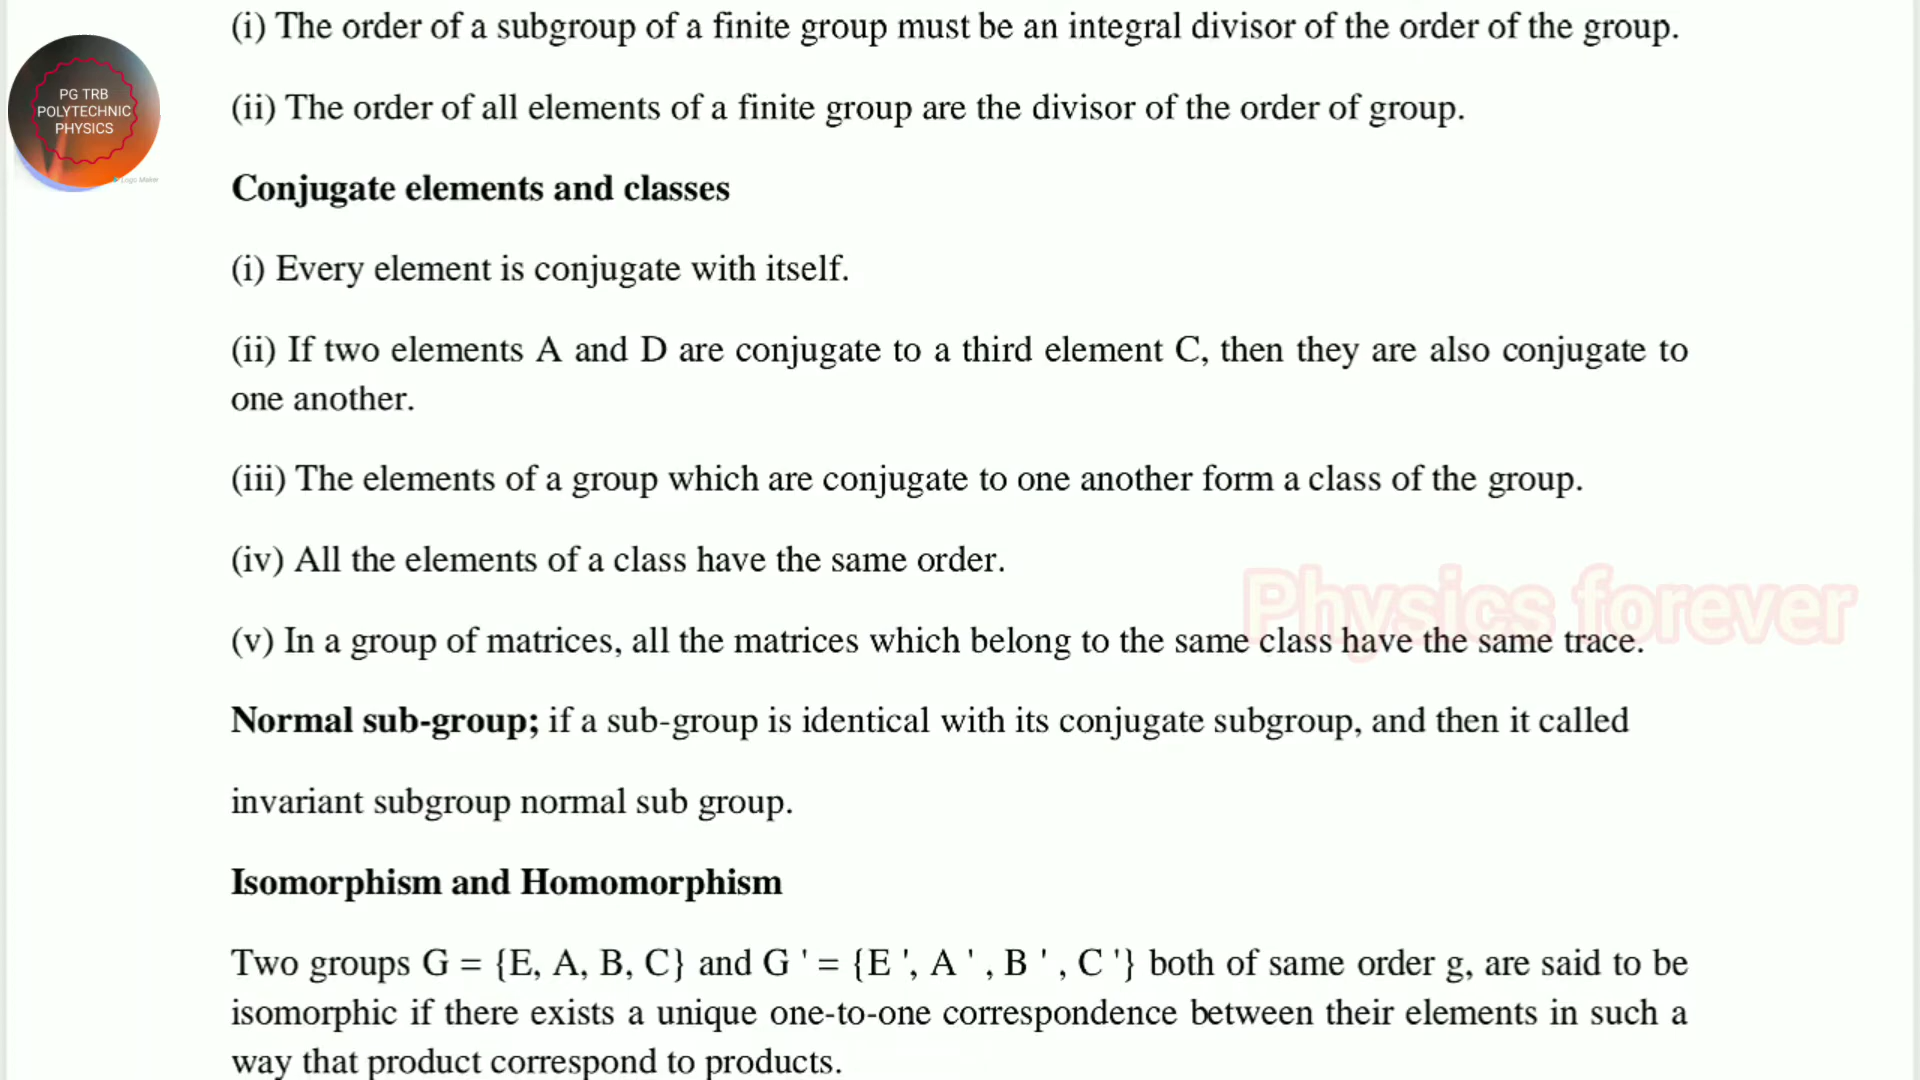 (i) The order of a subgroup of a finite group must be an integral divisor of the order of the group.
PG TRB
POLYTECHNIC
PHYSICS
Logo Maker
(ii) The order of all elements of a finite group are the divisor of the order of group.
Conjugate elements and classes
(i) Every element is conjugate with itself.
(ii) If two elements A and D are conjugate to a third element C, then they are also conjugate to
one another.
(iii) The elements of a group which are conjugate to one another form a class of the group.
(iv) All the elements of a class have the same order.
Physics forever
(v) In a group of matrices, all the matrices which belong to the same class have the same trace.
Normal sub-group; if a sub-group is identical with its conjugate subgroup, and then it called
invariant subgroup normal sub group.
Isomorphism and Homomorphism
Two groups G = {E, A, B, C} and G ' = {E ', A ' , B ' , C '} both of same order g, are said to be
isomorphic if there exists a unique one-to-one correspondence between their elements in such a
way that product correspond to products.